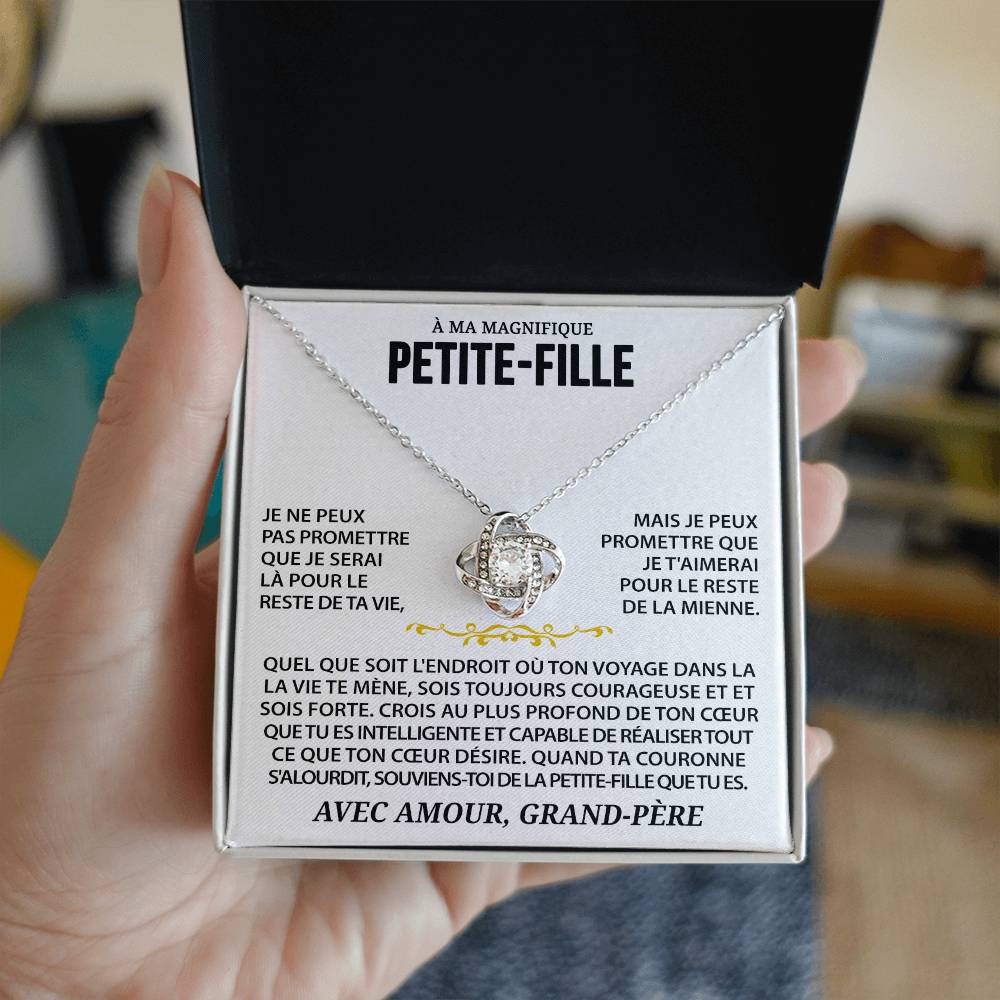 À MA MAGNIFIQUE
PETITE-FILLE
JE NE PEUX
PAS PROMETTRE
QUE JE SERAI
LÀ POUR LE
RESTE DE TA VIE,
MAIS JE PEUX
PROMETTRE QUE
JE T'AIMERAI
POUR LE RESTE
DE LA MIENNE.
QUEL QUE SOIT L'ENDROIT OÙ TON VOYAGE DANS LA
LA VIE TE MÈNE, SOIS TOUJOURS COURAGEUSE ET ET
SOIS FORTE. CROIS AU PLUS PROFOND DE TON CŒUR
QUE TU ES INTELLIGENTE ET CAPABLE DE RÉALISER TOUT
CE QUE TON CŒUR DÉSIRE. QUAND TA COURONNE
S'ALOURDIT, SOUVIENS-TOI DE LA PETITE-FILLE QUE TU ES.
AVEC AMOUR, GRAND-PÈRE